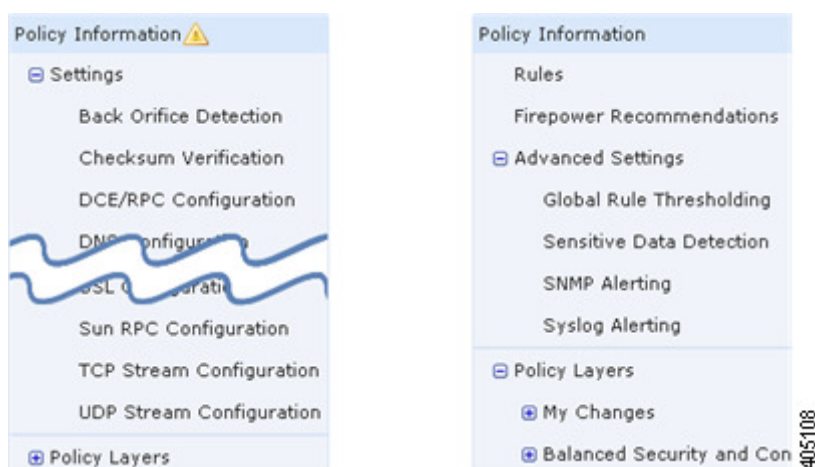 Policy Information
Settings
Back Orifice Detection
Checksum Verification
DCE/RPC Configuration
Sun RPC Configuration
TCP Stream Configuration
UDP Stream Configuration
Policy Layers
Policy Information
Rules
Firepower Recommendations
Advanced Settings
Global Rule Thresholding
Sensitive Data Detection
SNMP Alerting
Syslog Alerting
Policy Layers
My Changes
Balanced Security and Con
405108